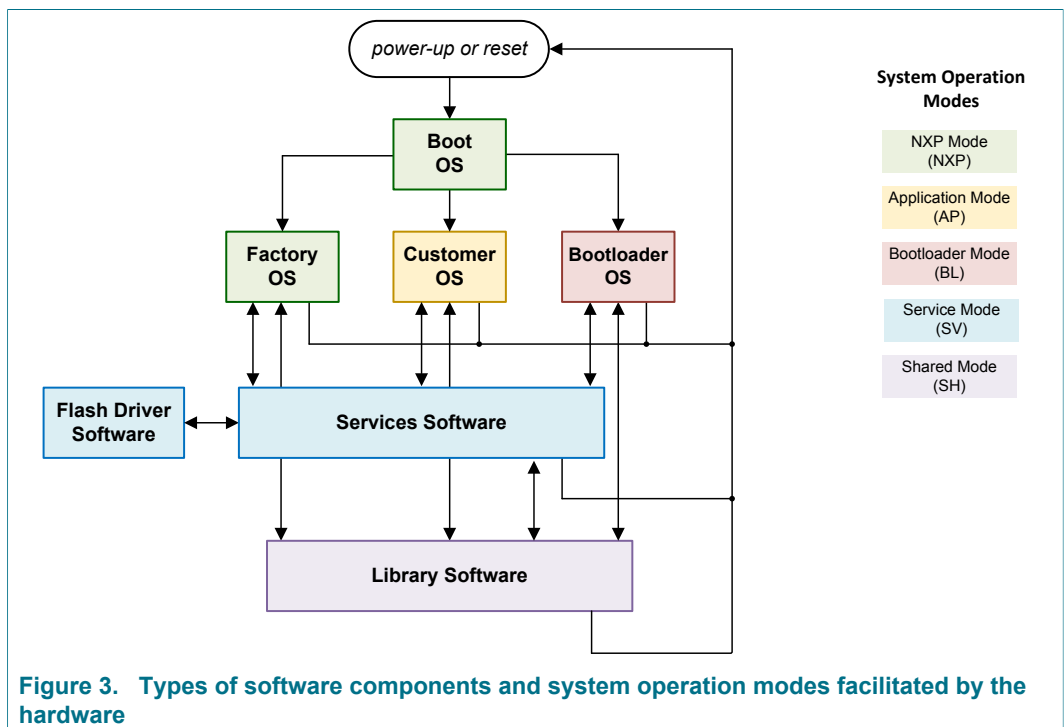 power-up or reset
System Operation
Modes
Boot
OS
NXP Mode
(NXP)
Application Mode
(AP)
Factory
OS
Customer
OS
Bootloader
OS
Bootloader Mode
(BL)
Service Mode
(SV)
Shared Mode
(SH)
Flash Driver
Software
Services Software
Library Software
Figure 3. Types of software components and system operation modes facilitated by the
hardware